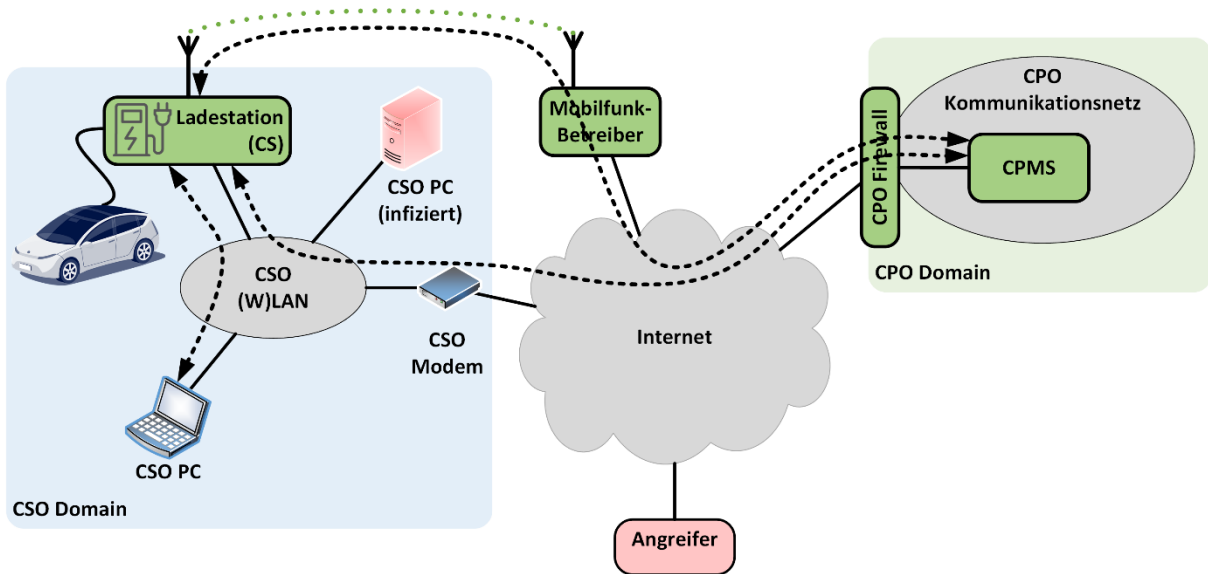 Ladestation
(CS)
CSO PC
(infiziert)
CSO
(W)LAN
CSO
Modem
CSO PC
CSO Domain
Mobilfunk-
Betreiber
Internet
Angreifer
CPO
Kommunikationsnetz
CPO Firewall
CPMS
CPO Domain